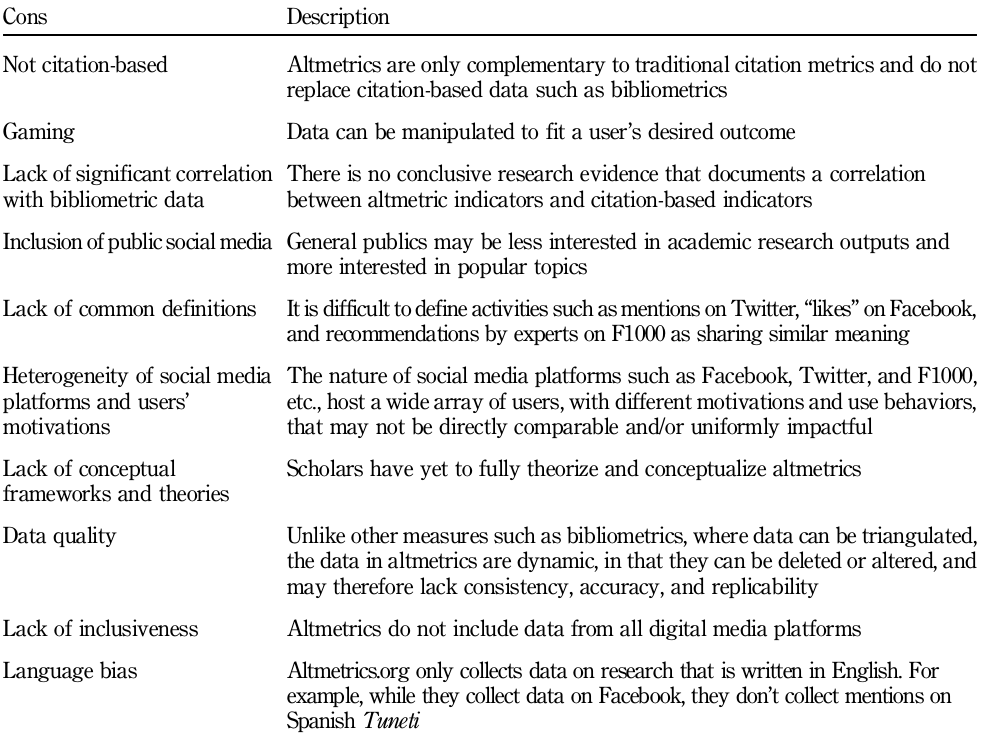 Cons Description
Not citation-based Altmetrics are only complementary to traditional citation metrics and do not
replace citation-based data such as bibliometrics
Gaming Data can be manipulated to fit a user's desired outcome
Lack of significant correlation There is no conclusive research evidence that documents a correlation
with bibliometric data between altmetric indicators and citation-based indicators
Inclusion of public social media General publics may be less interested in academic research outputs and
more interested in popular topics
Lack of common definitions It is difficult to define activities such as mentions on Twitter, “likes” on Facebook,
and recommendations by experts on F1000 as sharing similar meaning
Heterogeneity of social media The nature of social media platforms such as Facebook, Twitter, and F1000,
platforms and users' etc., host a wide array of users, with different motivations and use behaviors,
motivations that may not be directly comparable and/or uniformly impactful
Lack of conceptual Scholars have yet to fully theorize and conceptualize altmetrics
frameworks and theories
Data quality Unlike other measures such as bibliometrics, where data can be triangulated,
the data in altmetrics are dynamic, in that they can be deleted or altered, and
may therefore lack consistency, accuracy, and replicability
Lack of inclusiveness Altmetrics do not include data from all digital media platforms
Language bias Altmetrics.org only collects data on research that is written in English. For
example, while they collect data on Facebook, they don't collect mentions on
Spanish Tuneti